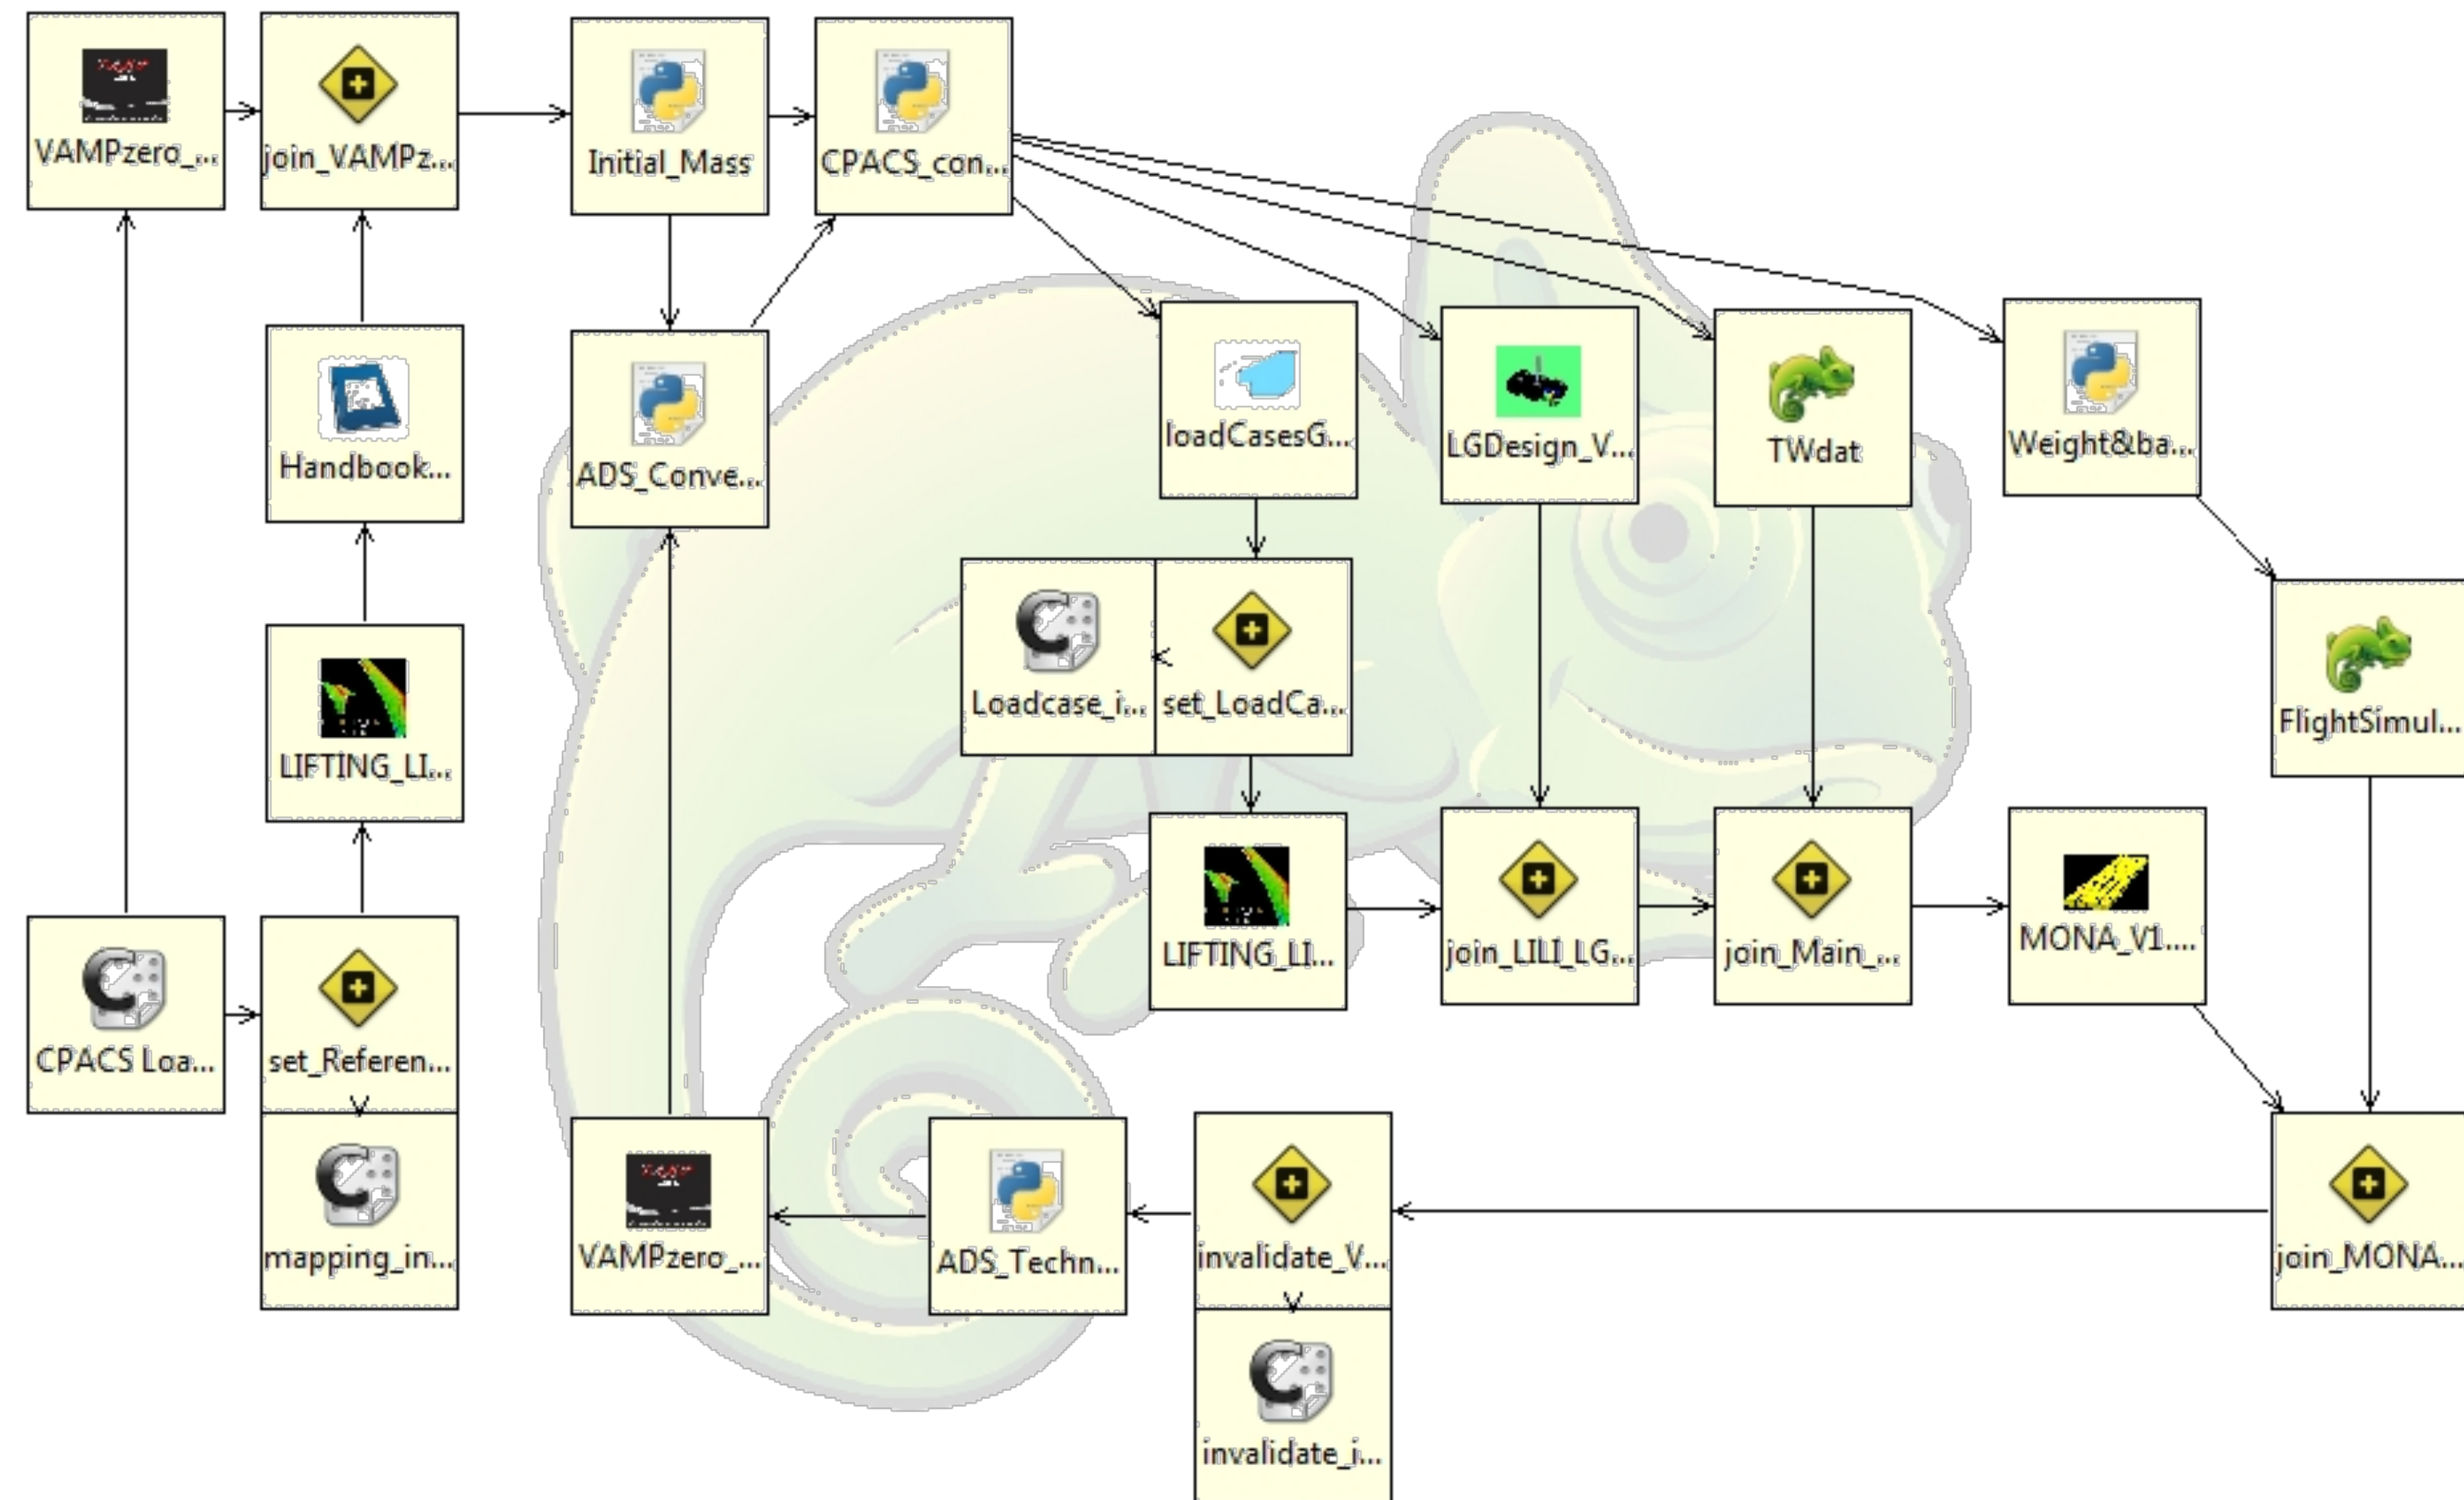 VAMPzero_...
join_VAMPz...
Initial_Mass
CPACS_con...
Handbook...
ADS_Conve...
loadCasesG...
LGDesign_V...
TWdat
Weight&ba...
LIFTING_LI...
Loadcase_i...
set_LoadCa...
FlightSimul...
CPACS Loa...
set_Referen...
LIFTING_LI...
join_LILI_LG...
join_Main_...
MONA_V1....
mapping_in...
VAMPzero_...
ADS_Techn...
invalidate_V...
join_MONA...
invalidate_i...